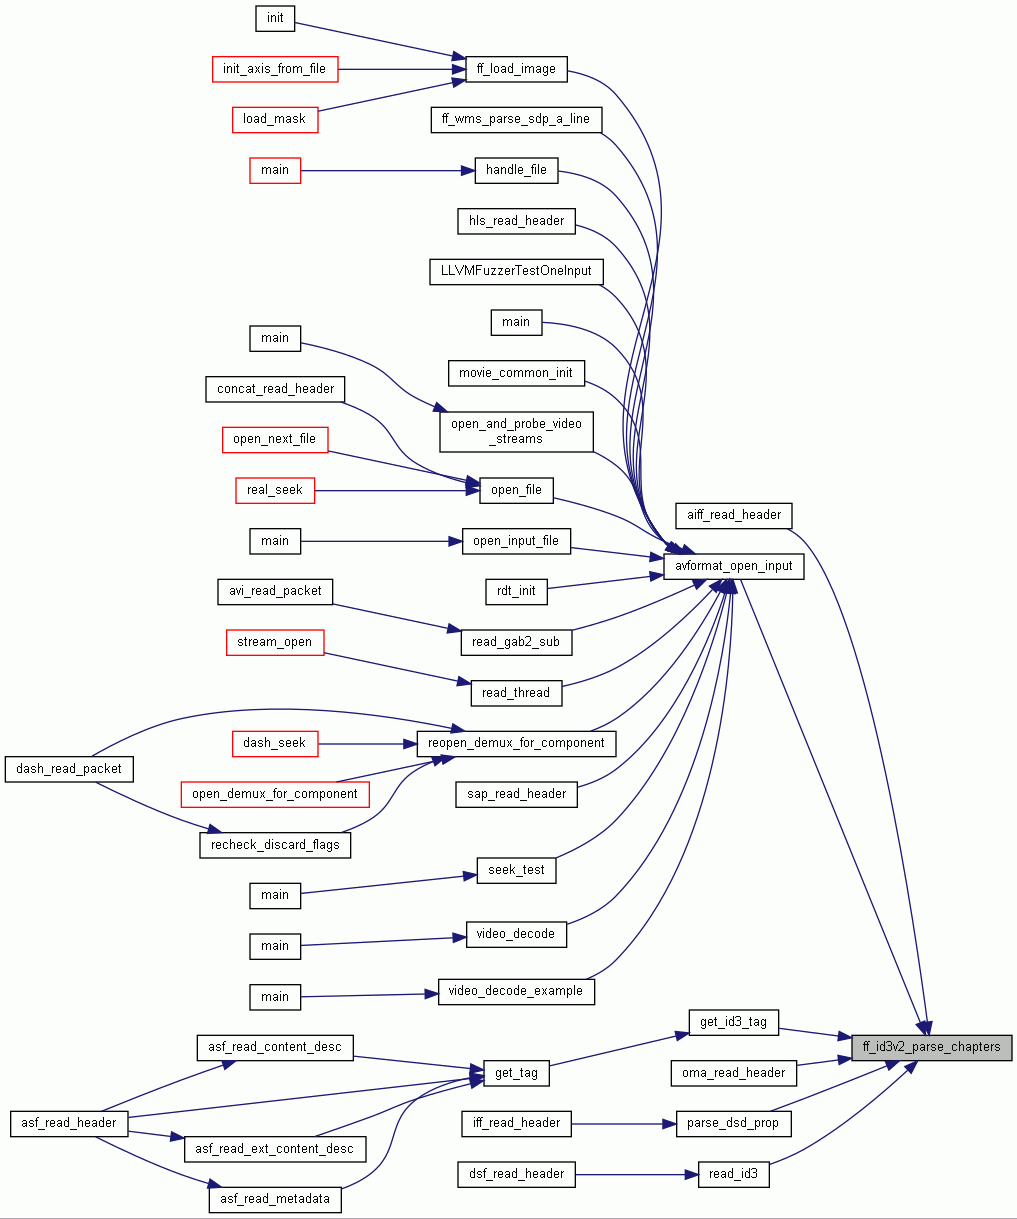 init
init_axis_from_file
ff_load_image
load_mask
ff_wms_parse_sdp_a_line
main
handle_file
hls_read_header
LLVMFuzzerTestOneInput
main
main
movie_common_init
concat_read_header
open_and_probe_video
_streams
open_next_file
real_seek
open_file
aiff_read_header
main
open_input_file
avformat_open_input
avi_read_packet
rdt_init
stream_open
read_gab2_sub
read_thread
dash_seek
reopen_demux_for_component
dash_read_packet
open_demux_for_component
sap_read_header
recheck_discard_flags
seek_test
main
video_decode
main
video_decode_example
main
get_id3_tag
asf_read_content_desc
ff_id3v2_parse_chapters
get_tag
oma_read_header
asf_read_header
iff_read_header
parse_dsd_prop
asf_read_ext_content_desc
dsf_read_header
read_id3
asf_read_metadata